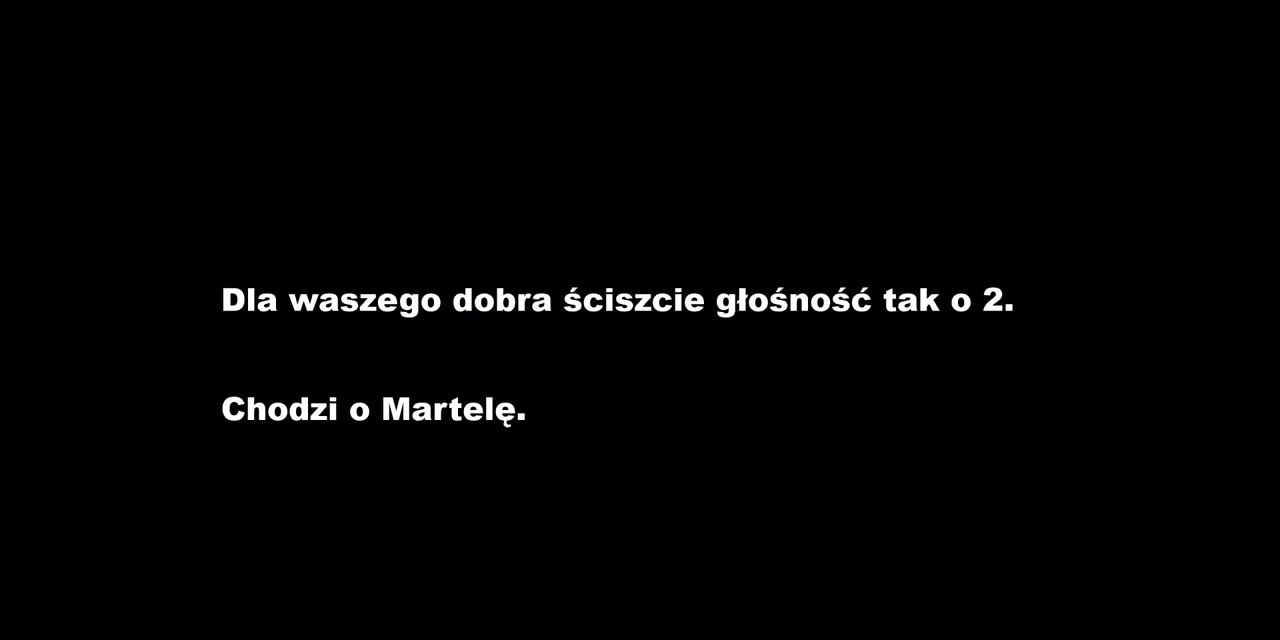 Dla waszego dobra ściszcie głośność tak o 2.
Chodzi o Martelę.